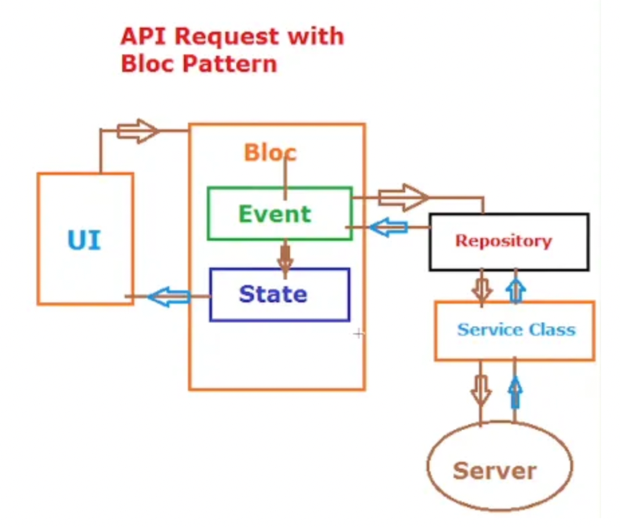 API Request with
Bloc Pattern
Bloc
Event
UI
Repository
State
Service Class
Server